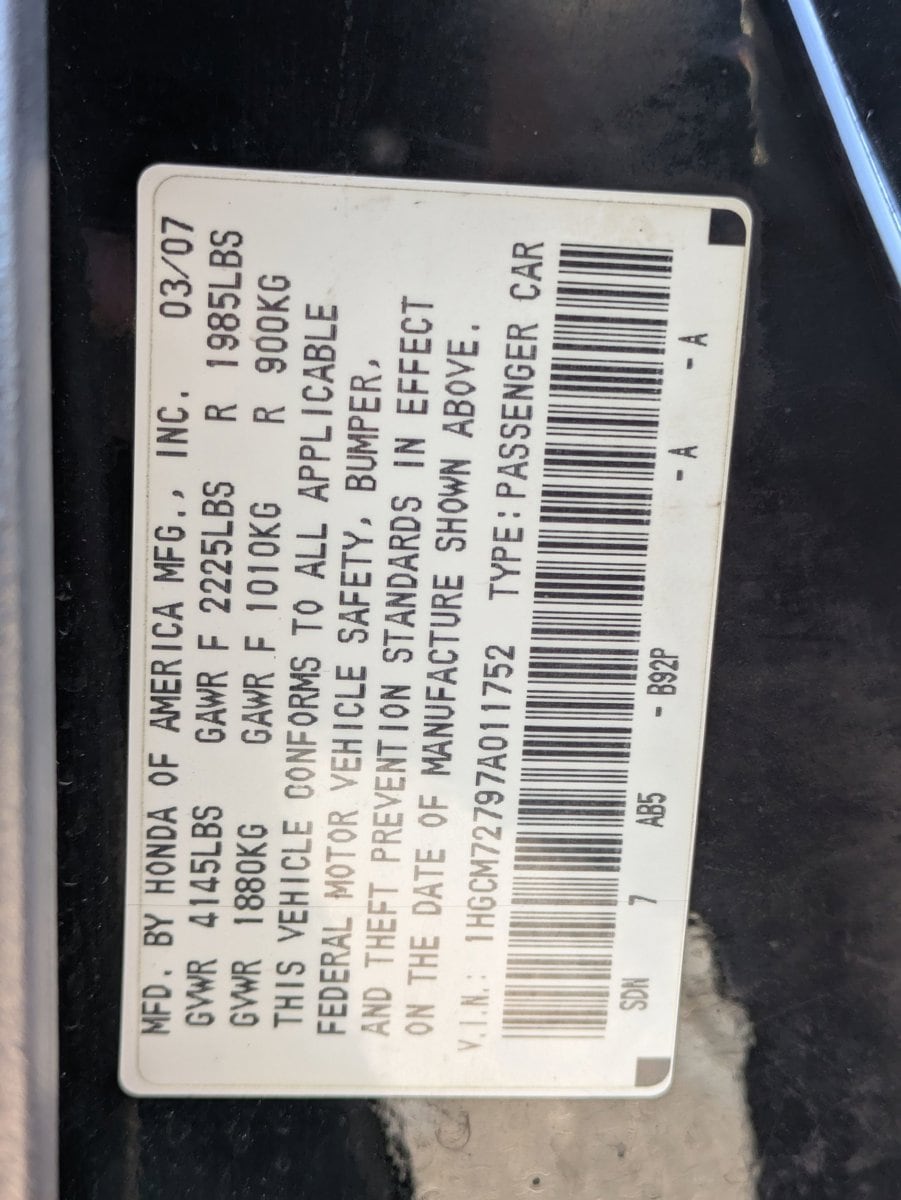 MFD. BY HONDA OF AMERICA MFG., INC. 03/07
GVWR 4145LBS GAWR F 2225LBS R 1985LBS
GVWR 1880KG GAWR F 1010KG R 900KG
THIS VEHICLE CONFORMS TO ALL APPLICABLE
FEDERAL MOTOR VEHICLE SAFETY, BUMPER,
AND THEFT PREVENTION STANDARDS IN EFFECT
ON THE DATE OF MANUFACTURE SHOWN ABOVE.
V.I.N.: 1HGCM72797A011752 TYPE:PASSENGER CAR
SDN 7 AB5 - B92P - A - A